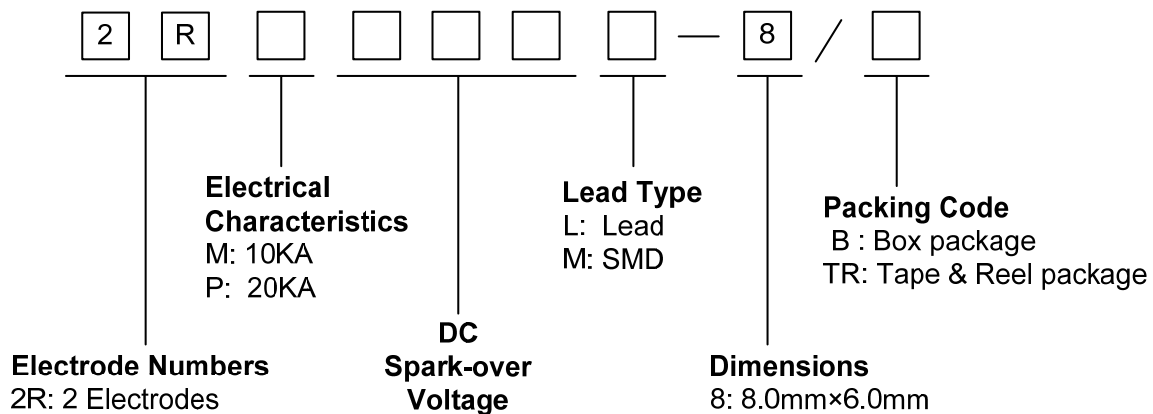 2 R — 8 /
Electrical
Characteristics
M: 10KA
P: 20KA
Lead Type
L: Lead
M: SMD
Packing Code
B : Box package
TR: Tape & Reel package
DC
Spark-over
Voltage
Electrode Numbers
2R: 2 Electrodes
Dimensions
8: 8.0mm×6.0mm